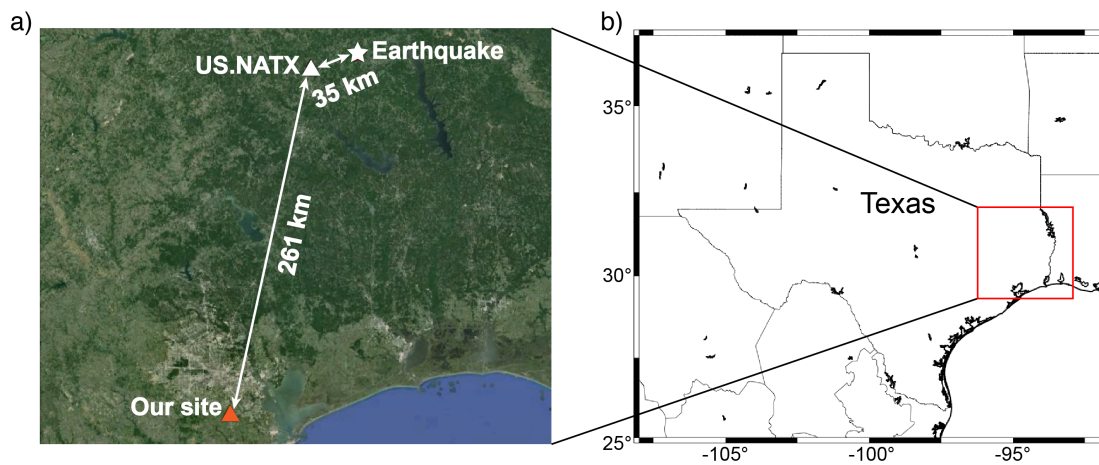 a)
US.NATX
Earthquake
35 km
261 km
Our site
b)
Texas
35°
30°
25°
-105°
-100°
-95°